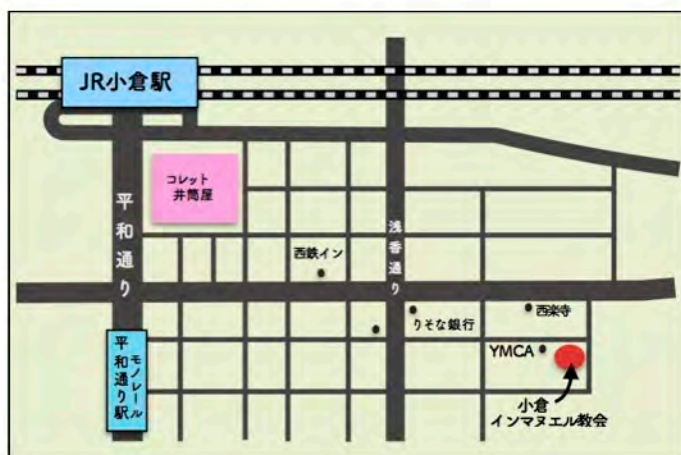 JR小倉駅
コレット
井筒屋
平和通り
浅香通り
西鉄イン
りそな銀行
西楽寺
YMCA
モノレール
平和通り駅
小倉
インマヌエル教会